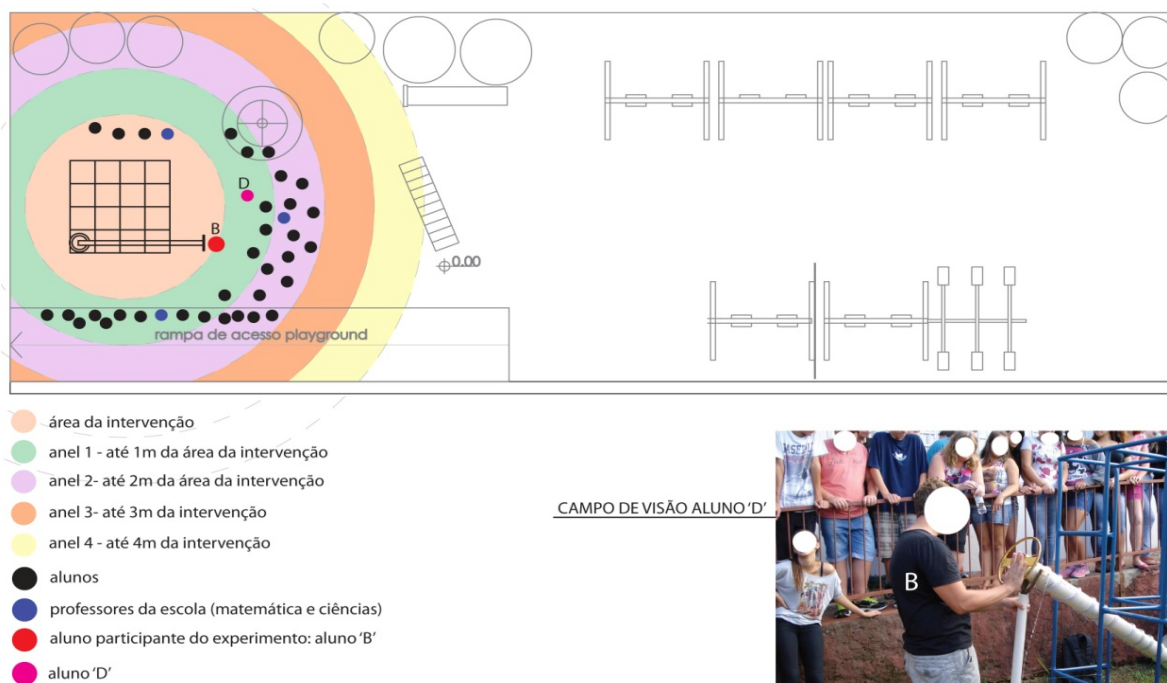 D
B
0.00
rampa de acesso playground
área da intervenção
anel 1 - até 1m da área da intervenção
anel 2- até 2m da área da intervenção
anel 3- até 3m da intervenção
anel 4 - até 4m da intervenção
alunos
professores da escola (matemática e ciências)
aluno participante do experimento: aluno 'B'
aluno 'D'
CAMPO DE VISÃO ALUNO 'D'
B